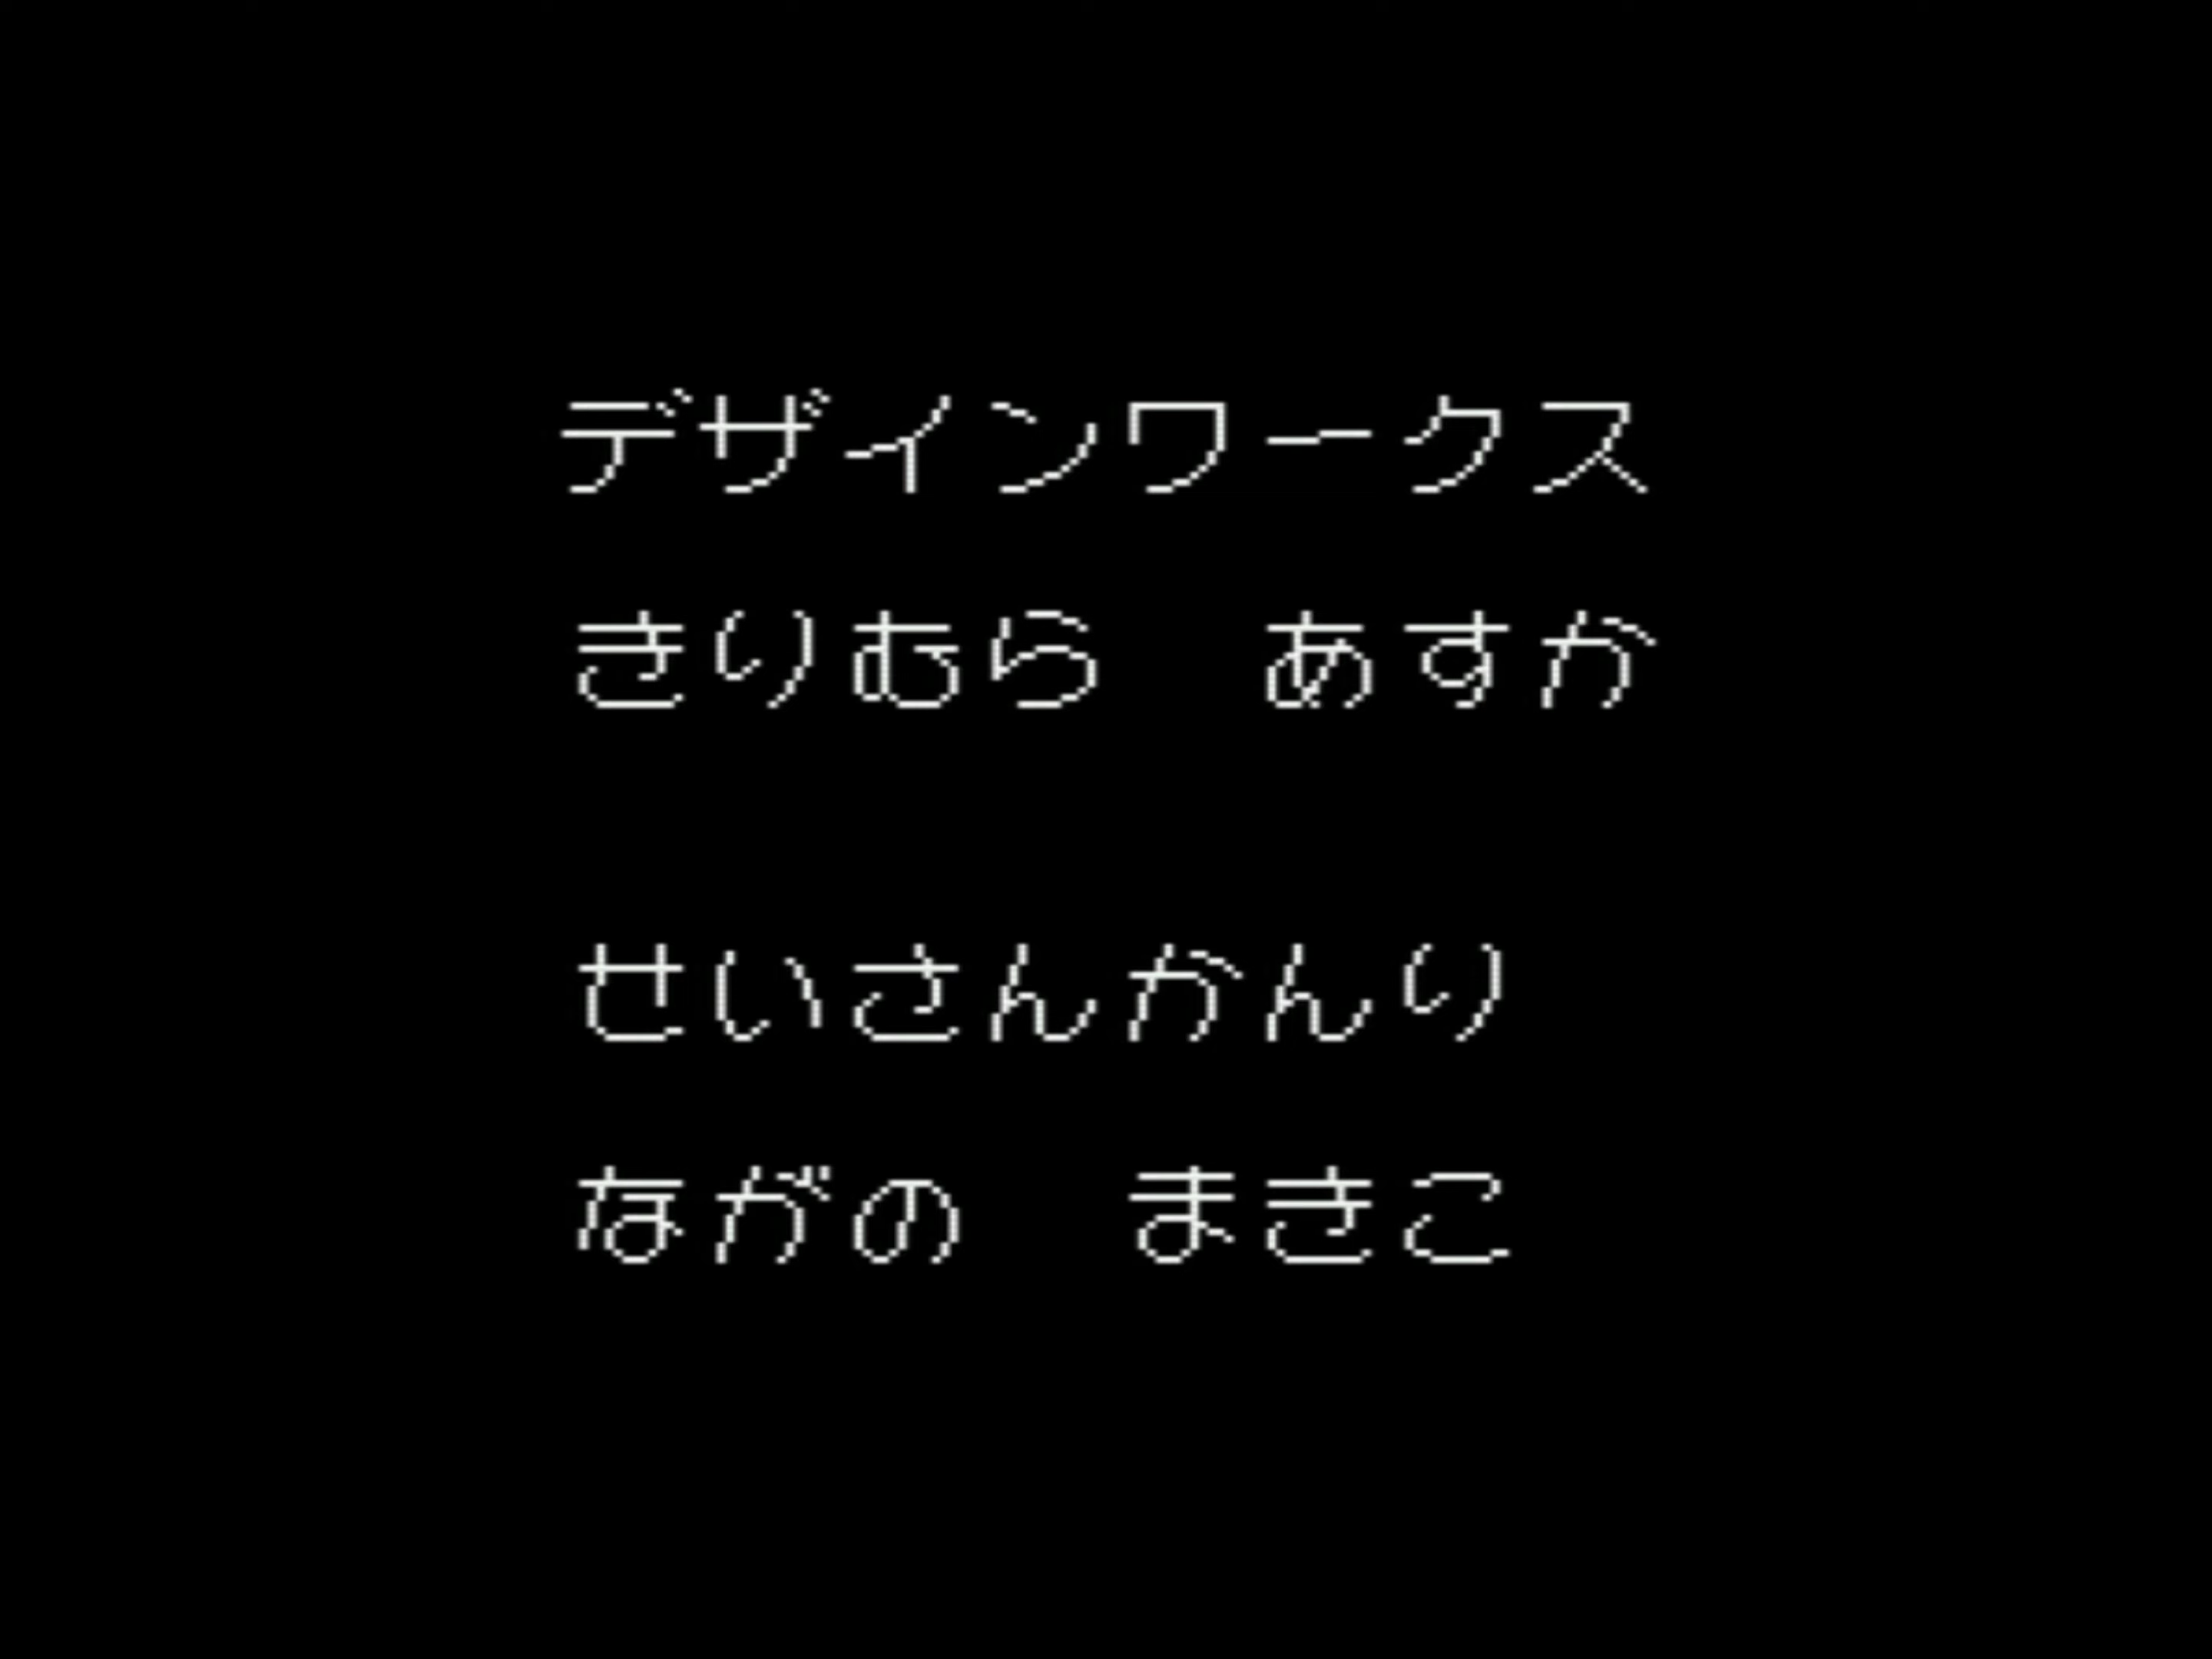 デザインワークス
きりむら　あすか
せいさんかんり
ながの　まきこ